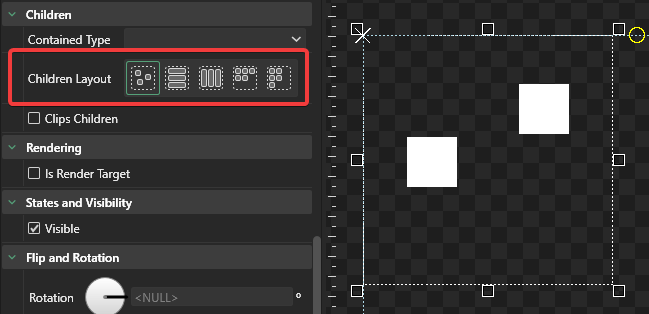 Children
Contained Type
Children Layout
Clips Children
Rendering
Is Render Target
States and Visibility
Visible
Flip and Rotation
Rotation <NULL> °